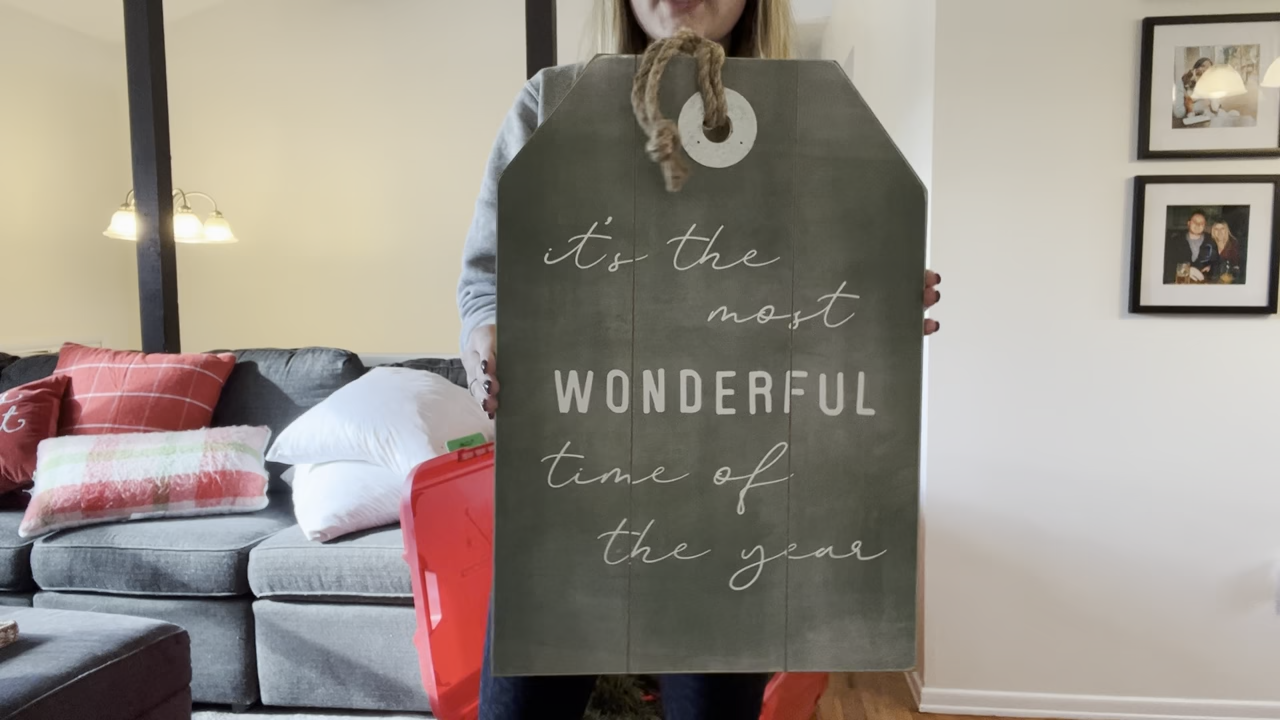 it's the
most
WONDERFUL
time of
the year